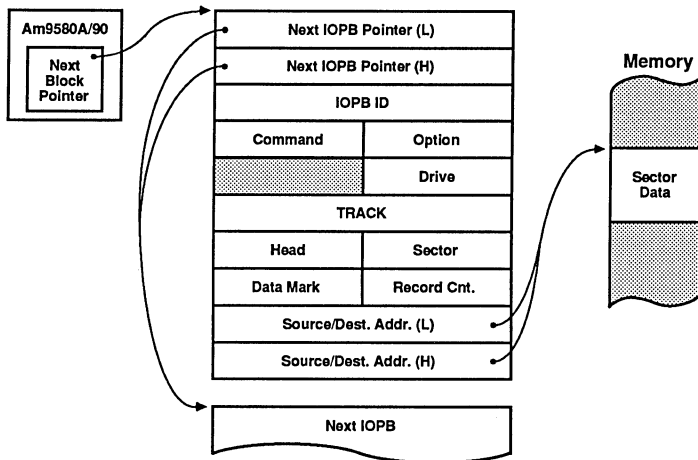 Am9580A/90
Next
Block
Pointer
Next IOPB Pointer (L)
Next IOPB Pointer (H)
IOPB ID
Command
Option
Drive
TRACK
Head
Sector
Data Mark
Record Cnt.
Source/Dest. Addr. (L)
Source/Dest. Addr. (H)
Next IOPB
Memory
Sector
Data